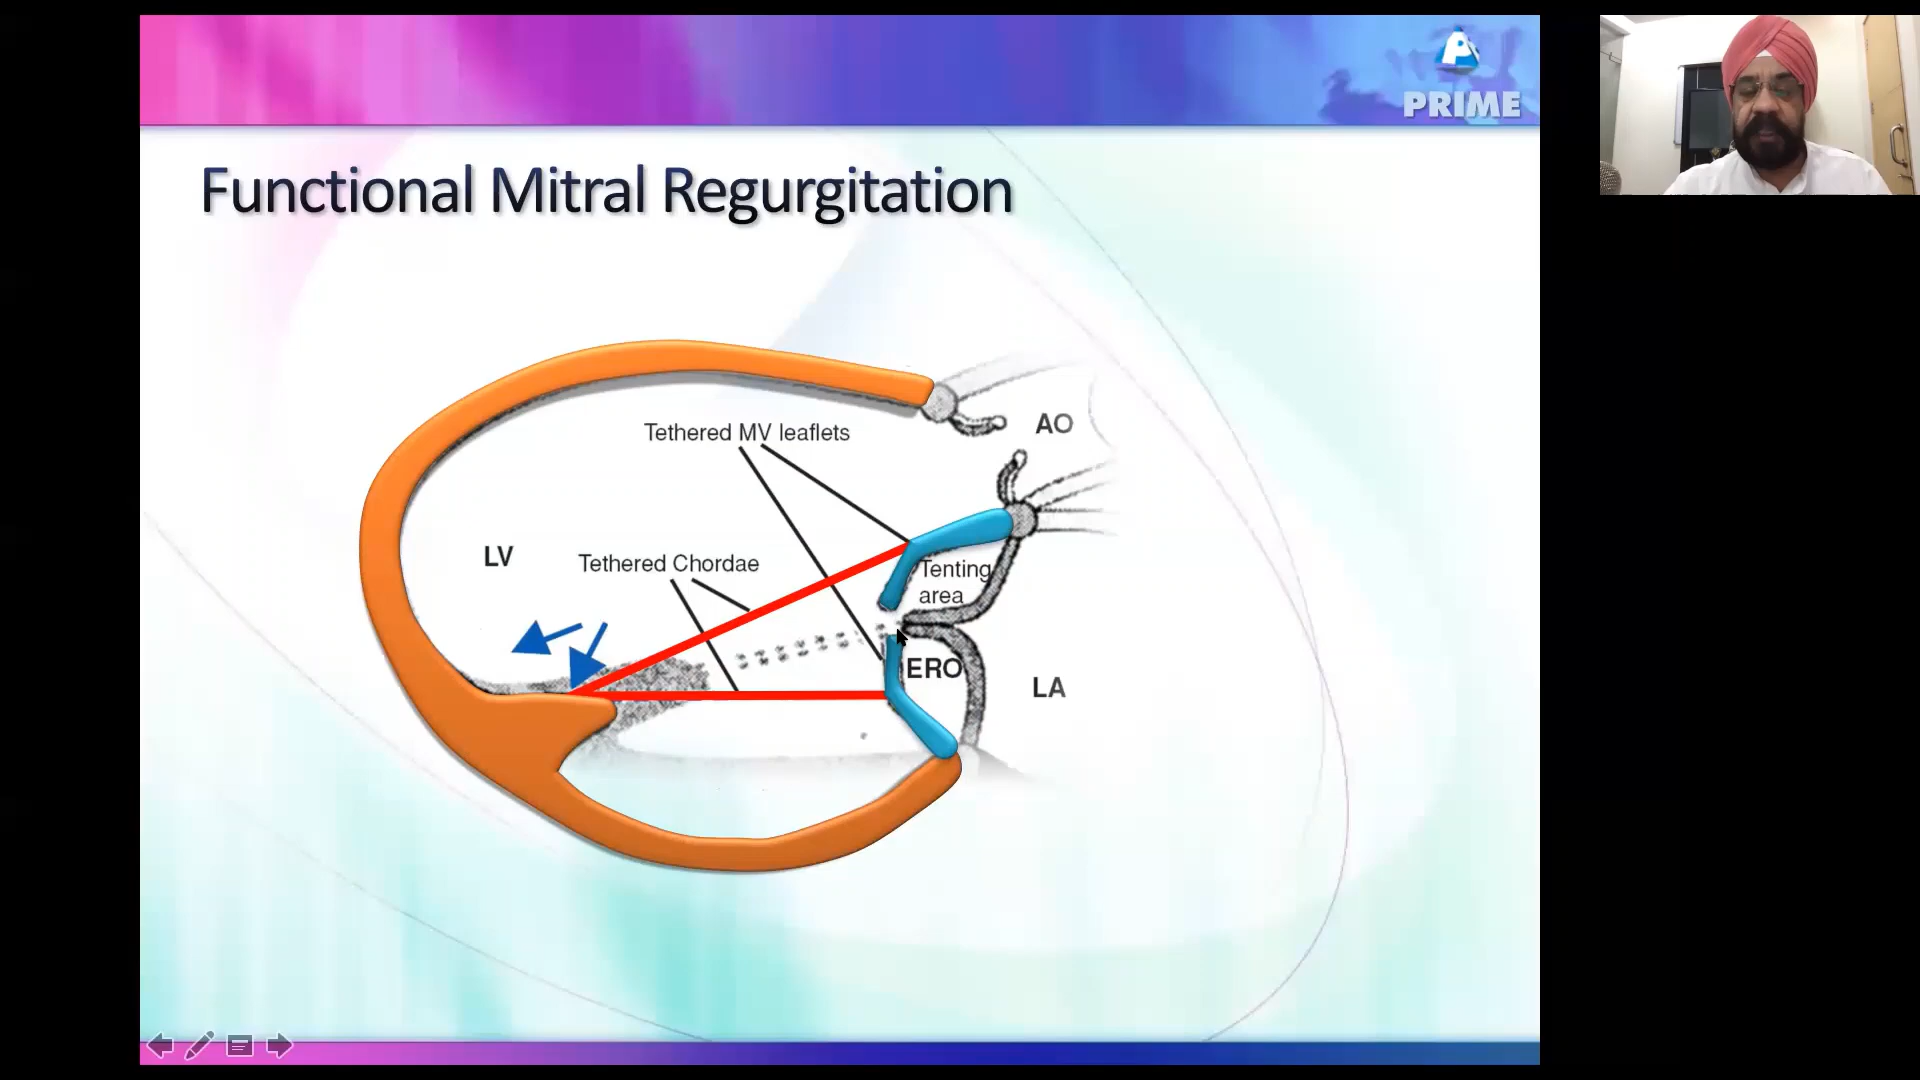 PRIME
Functional Mitral Regurgitation
Tethered MV leaflets
AO
LV
Tethered Chordae
Tenting
area
ERO
LA